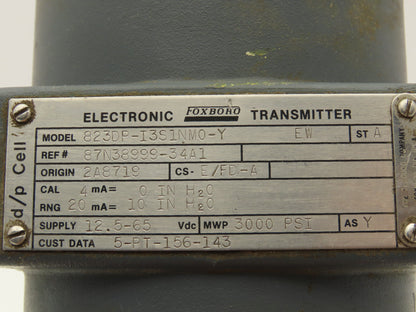 ELECTRONIC FOXBORO TRANSMITTER
MODEL 823DP-I3S1NM0-Y EW ST A
REF # 87N38999-34A1
ORIGIN 2A8719 CS- E/FD-A
CAL 4 mA= 0 IN H2O
RNG 20 mA= 10 IN H2O
SUPPLY 12.5-65 Vdc MWP 3000 PSI AS Y
CUST DATA 5-PT-156-143
d/p Cell
COMPANY